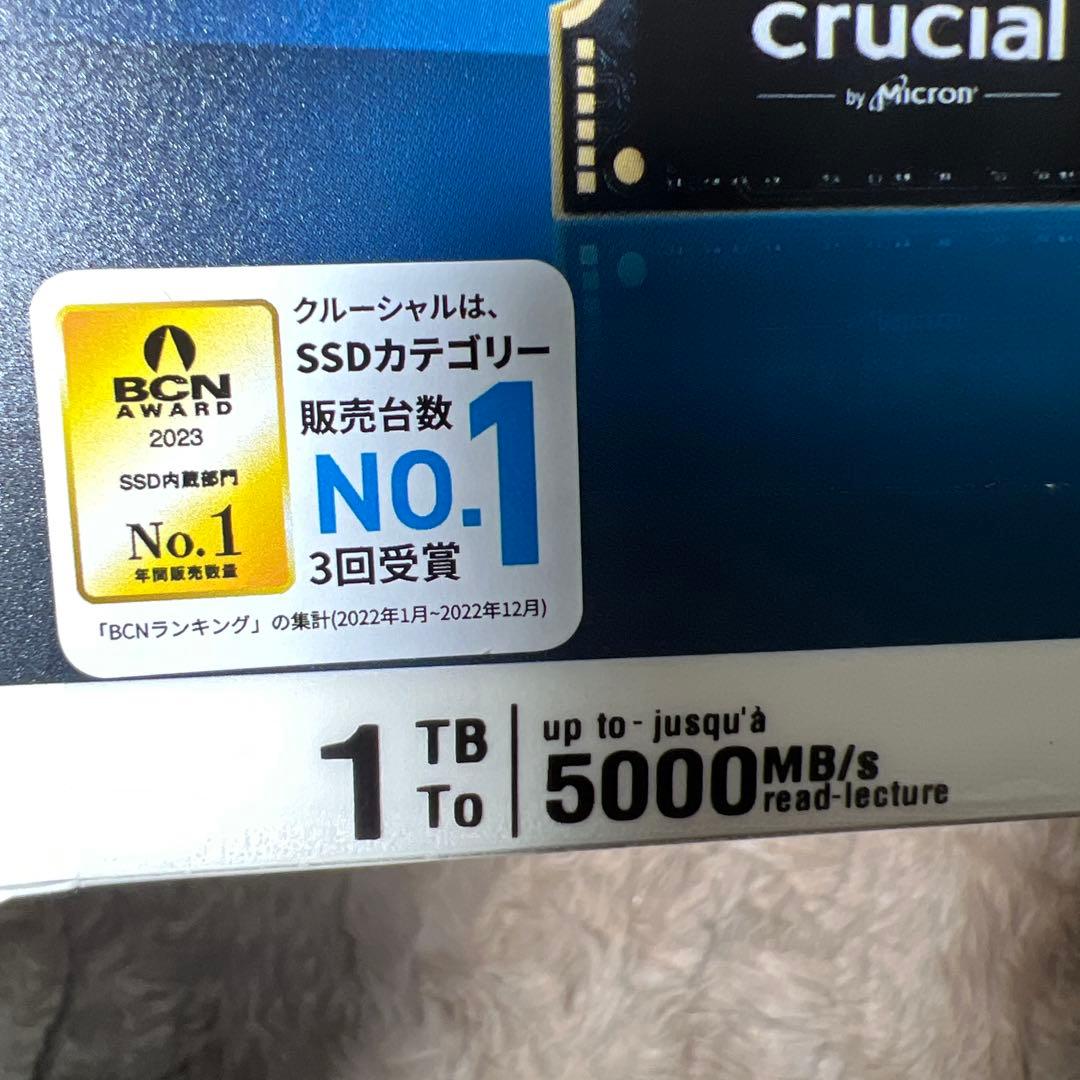 crucial
by Micron
BCN
AWARD
2023
SSD内蔵部門
No.1
年間販売数量
クルーシャルは、
SSDカテゴリー
販売台数
NO.1
3回受賞
「BCNランキング」の集計(2022年1月~2022年12月)
1 TB
To
up to - jusqu'à
5000 MB/s
read-lecture